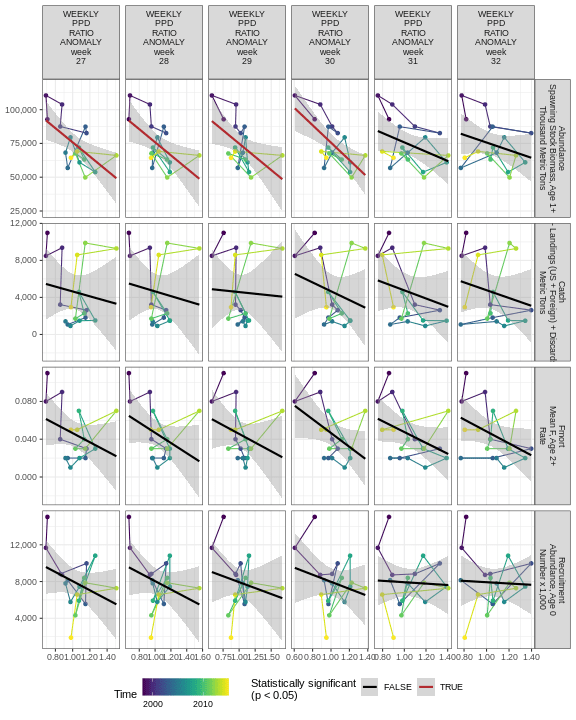 WEEKLY
PPD
RATIO
ANOMALY
week
27
WEEKLY
PPD
RATIO
ANOMALY
week
28
WEEKLY
PPD
RATIO
ANOMALY
week
29
WEEKLY
PPD
RATIO
ANOMALY
week
30
WEEKLY
PPD
RATIO
ANOMALY
week
31
WEEKLY
PPD
RATIO
ANOMALY
week
32
100,000
75,000
50,000
25,000
Abundance
Spawning Stock Biomass, Age 1+
Thousand Metric Tons
12,000
8,000
4,000
0
Catch
- Landings (US + Foreign) + Discard
Metric Tons
0.080
0.040
0.000
Fmort
Mean F, Age 2+
Rate
12,000
8,000
4,000
Recruitment
Abundance, Age 0
Number x 1,000
0.80 1.00 1.20 1.40
0.80 1.00 1.20 1.40 1.60
0.75 1.00 1.25 1.50
0.60 0.80 1.00 1.20 1.40
0.80 1.00 1.20 1.40
0.80 1.00 1.20 1.40
Time
2000 2010
Statistically significant
(p < 0.05)
FALSE
TRUE